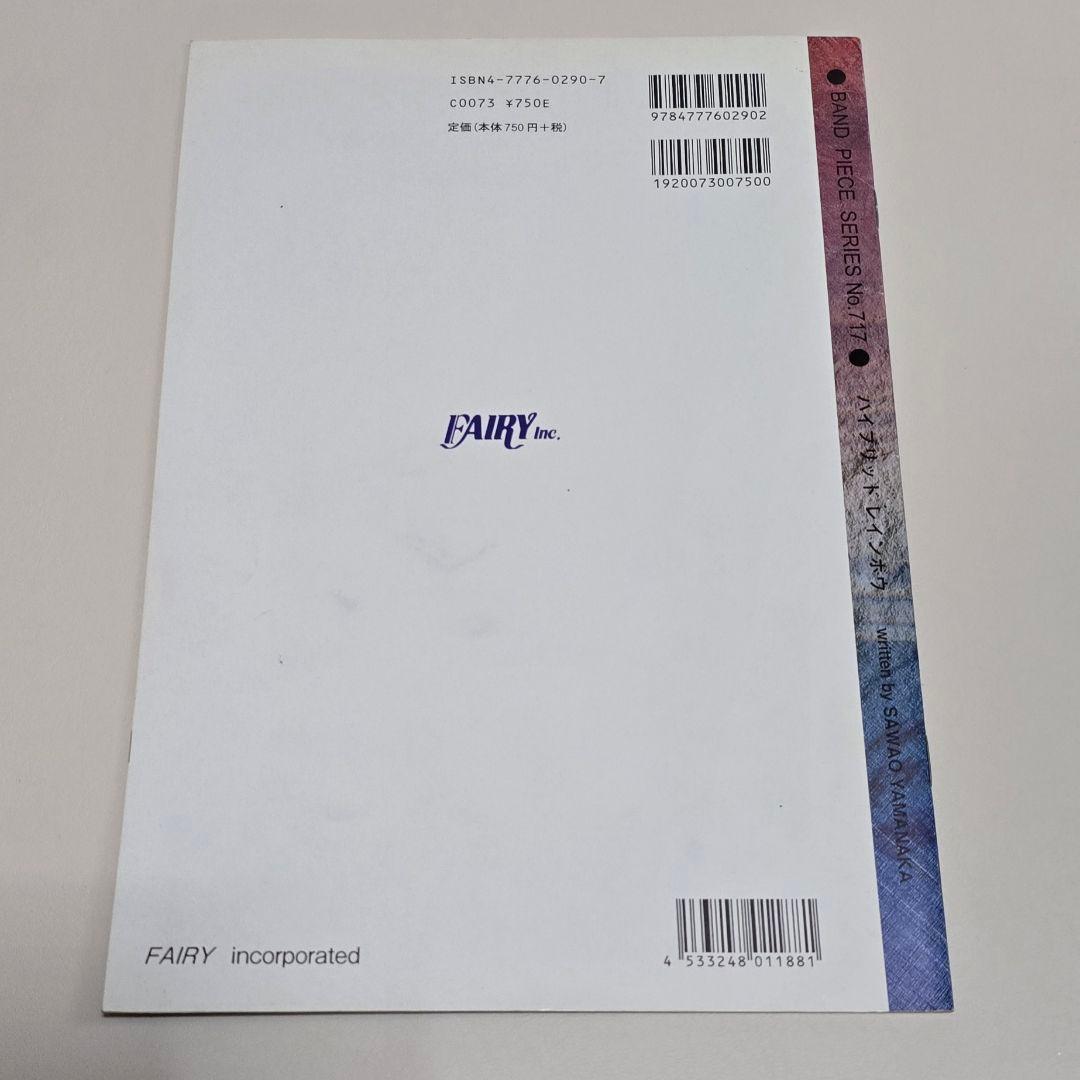 ISBN4-7776-0290-7
C0073 ¥750E
定価(本体750円+税)
9784777602902
1920073007500
●BAND PIECE SERIES No.717● ハイブリッド レインボウ written by SAWAO YAMANAKA
FAIRY Inc.
FAIRY incorporated
4 533248 011881